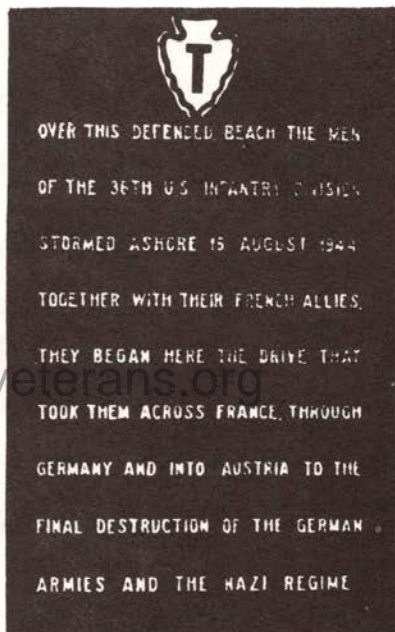 T
OVER THIS DEFENDED BEACH THE MEN
OF THE 36TH U S INFANTRY DIVISION
STORMED ASHORE 15 AUGUST 1944
TOGETHER WITH THEIR FRENCH ALLIES,
THEY BEGAN HERE THE DRIVE THAT
veterans.org
TOOK THEM ACROSS FRANCE, THROUGH
GERMANY AND INTO AUSTRIA TO THE
FINAL DESTRUCTION OF THE GERMAN
ARMIES AND THE NAZI REGIME